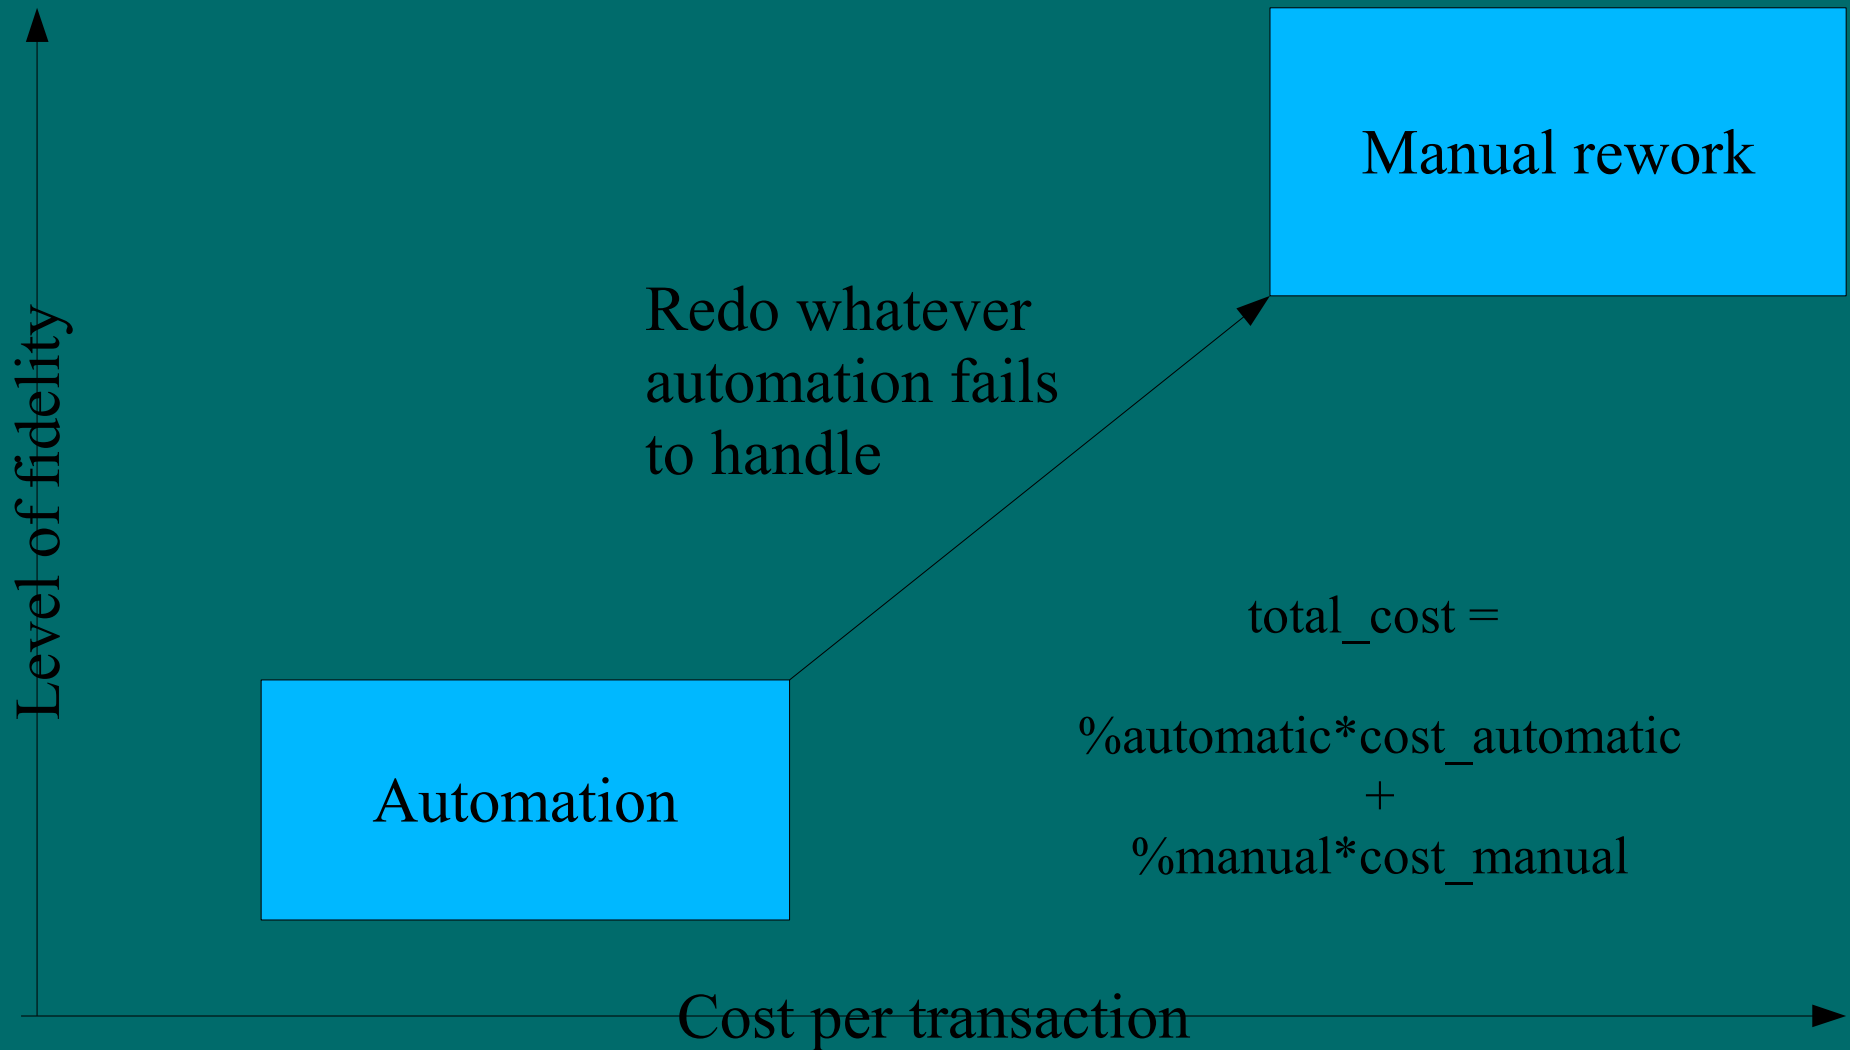 Manual rework
Redo whatever
automation fails
to handle
Level of fidelity
total_cost =
%automatic*cost_automatic
+
%manual*cost_manual
Automation
Cost per transaction